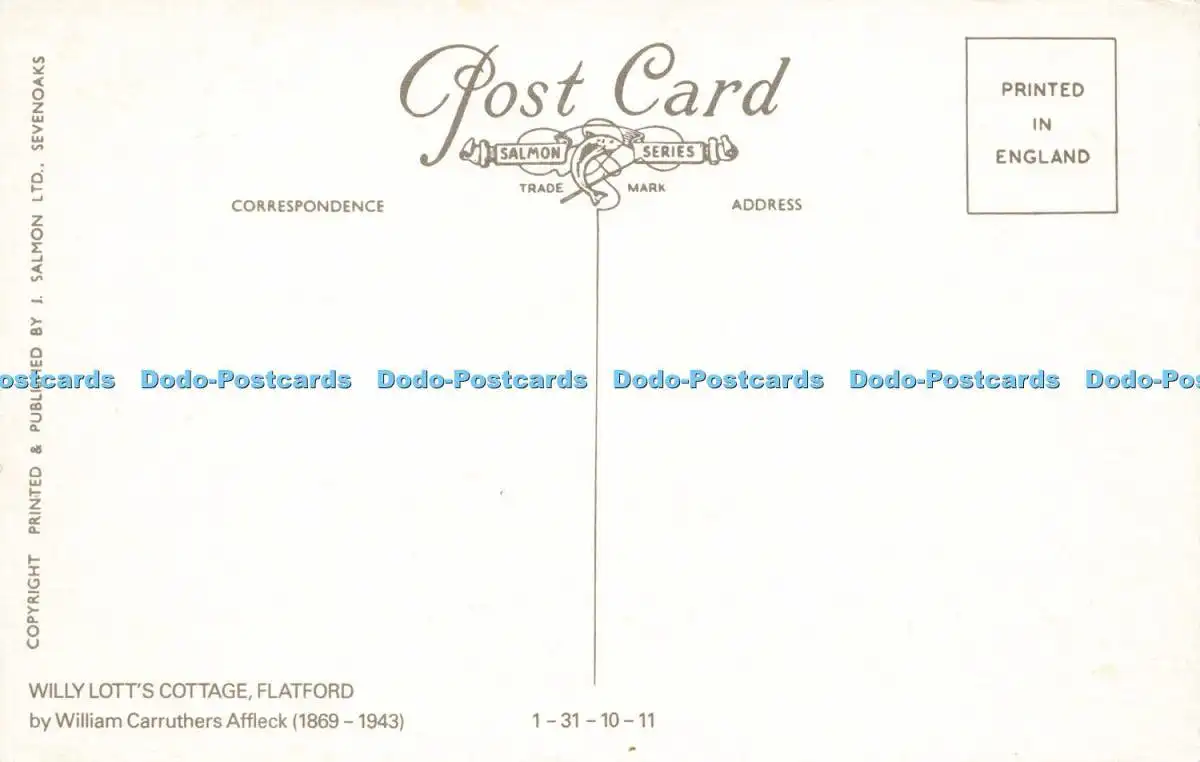 Post Card
SALMON SERIES
TRADE MARK
CORRESPONDENCE
ADDRESS
PRINTED
IN
ENGLAND
COPYRIGHT PRINTED & PUBLISHED BY J. SALMON LTD., SEVENOAKS
ostcards Dodo-Postcards Dodo-Postcards Dodo-Postcards Dodo-Postcards Dodo-Pos
WILLY LOTT'S COTTAGE, FLATFORD
by William Carruthers Affleck (1869 – 1943)
1 – 31 – 10 – 11